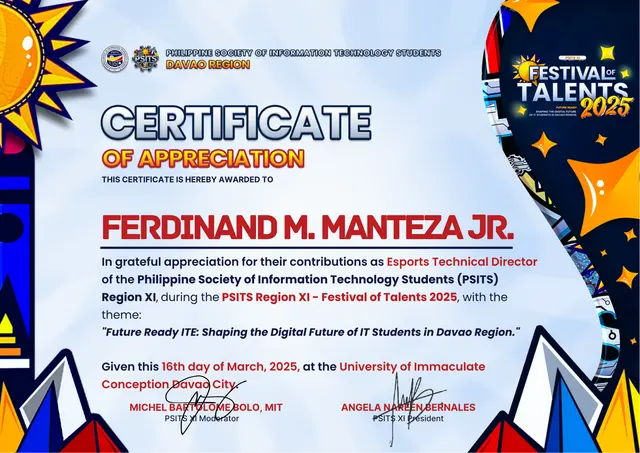 PHILIPPINE SOCIETY OF INFORMATION TECHNOLOGY STUDENTS
DAVAO REGION
PSITS
FESTIVAL OF
TALENTS
2025
FUTURE READY
CERTIFICATE
OF APPRECIATION
THIS CERTIFICATE IS HEREBY AWARDED TO
FERDINAND M. MANTEZA JR.
In grateful appreciation for their contributions as Esports Technical Director
of the Philippine Society of Information Technology Students (PSITS)
Region XI, during the PSITS Region XI - Festival of Talents 2025, with the
theme:
"Future Ready ITE: Shaping the Digital Future of IT Students in Davao Region."
Given this 16th day of March, 2025, at the University of Immaculate
Conception Davao City.
MICHEL BARTOLOME BOLO, MIT
PSITS XI Moderator
ANGELA NAREEN BERNALES
PSITS XI President